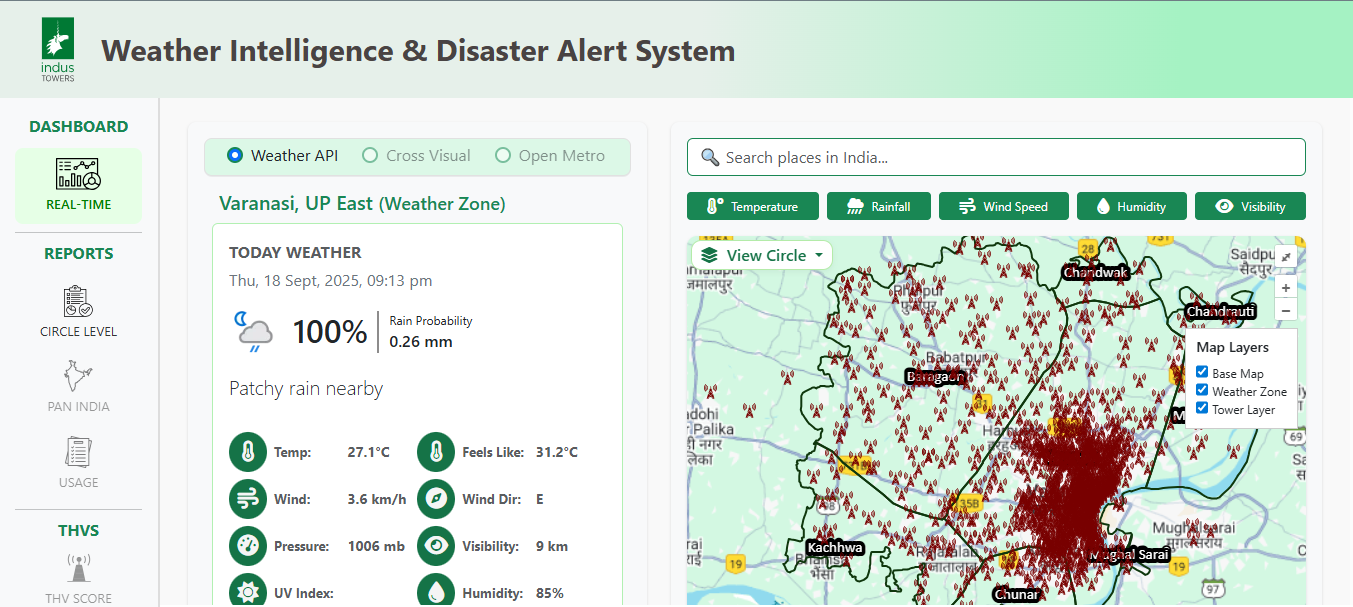 indus
TOWERS
Weather Intelligence & Disaster Alert System
DASHBOARD
REAL-TIME
REPORTS
CIRCLE LEVEL
PAN INDIA
USAGE
THVS
THV SCORE
Weather API
Cross Visual
Open Metro
Varanasi, UP East (Weather Zone)
TODAY WEATHER
Thu, 18 Sept, 2025, 09:13 pm
100%
Rain Probability
0.26 mm
Patchy rain nearby
Temp: 27.1°C
Feels Like: 31.2°C
Wind: 3.6 km/h
Wind Dir: E
Pressure: 1006 mb
Visibility: 9 km
UV Index:
Humidity: 85%
Search places in India...
Temperature
Rainfall
Wind Speed
Humidity
Visibility
View Circle
28
Chandwak
Saidpu
सैदपुर
जमालपुर
Chandrauti
+
−
Map Layers
Base Map
Weather Zone
Tower Layer
Babatpur
Baragaon
31
69
35B
Kachhwa
भैंसा
19
Mughalsarai
मुगलसराय
Mughal Sarai
19
97
Chunar